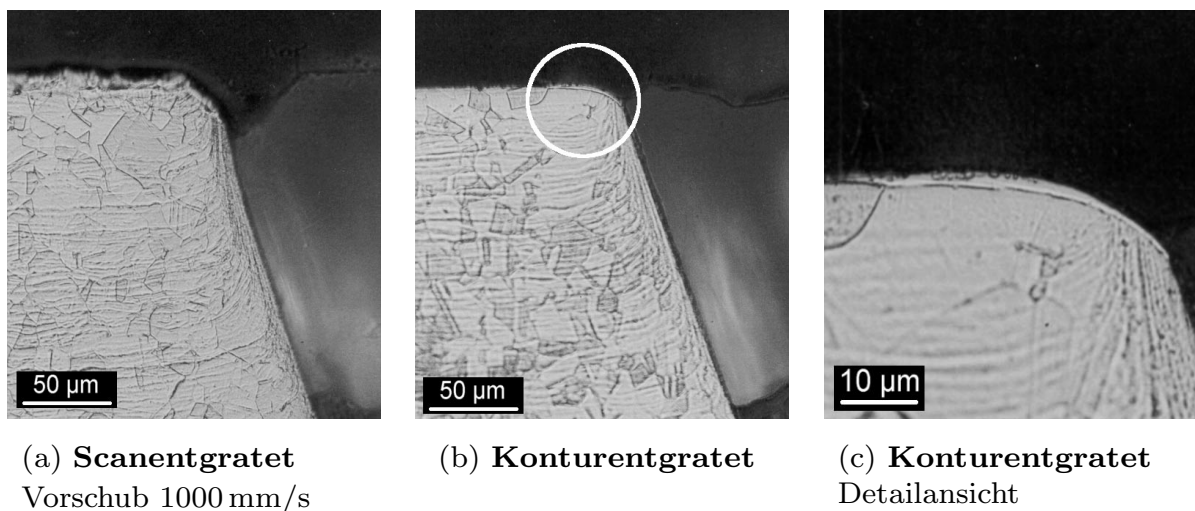 50 µm
50 µm
10 µm
(a) Scanentgratet
Vorschub 1000 mm/s
(b) Konturentgratet
(c) Konturentgratet
Detailansicht